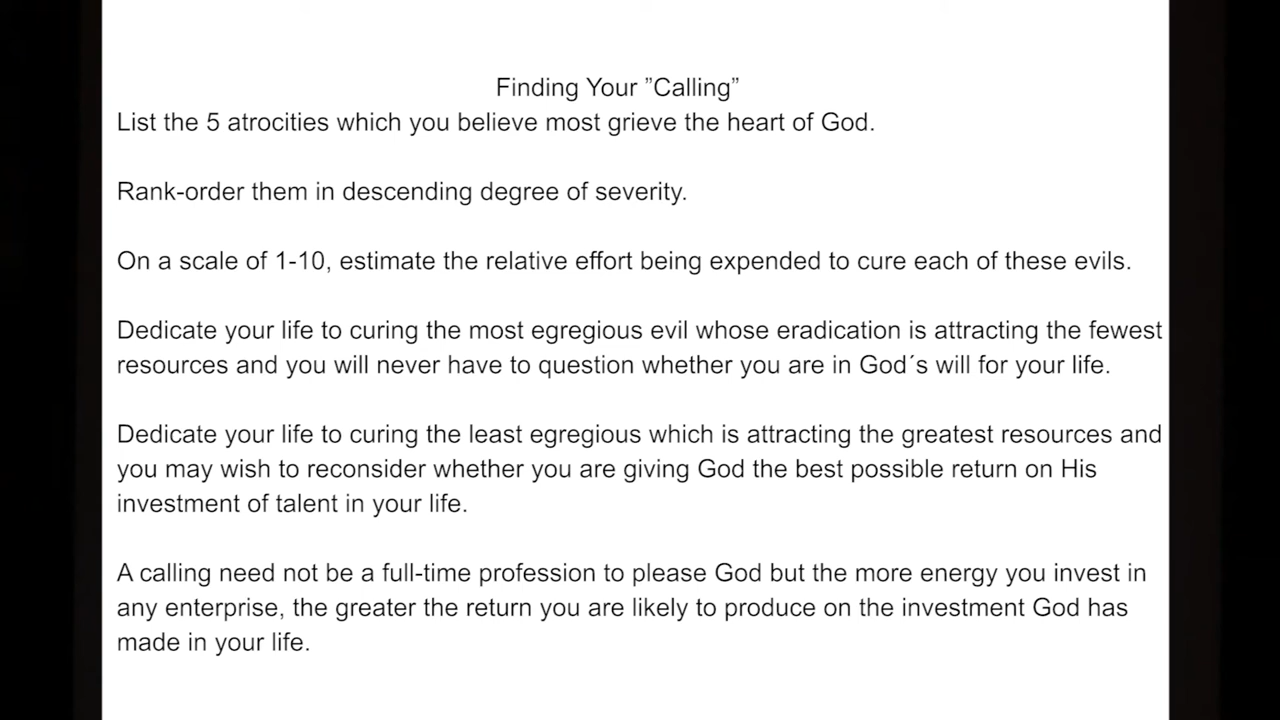 Finding Your ”Calling”
List the 5 atrocities which you believe most grieve the heart of God.
Rank-order them in descending degree of severity.
On a scale of 1-10, estimate the relative effort being expended to cure each of these evils.
Dedicate your life to curing the most egregious evil whose eradication is attracting the fewest
resources and you will never have to question whether you are in God´s will for your life.
Dedicate your life to curing the least egregious which is attracting the greatest resources and
you may wish to reconsider whether you are giving God the best possible return on His
investment of talent in your life.
A calling need not be a full-time profession to please God but the more energy you invest in
any enterprise, the greater the return you are likely to produce on the investment God has
made in your life.